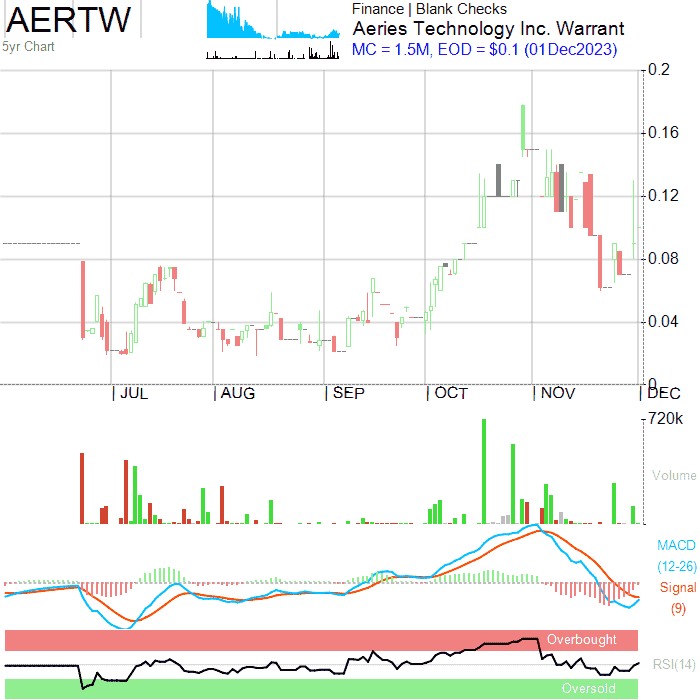 AERTW
5yr Chart
Finance | Blank Checks
Aeries Technology Inc. Warrant
MC = 1.5M, EOD = $0.1 (01Dec2023)
0.2
0.16
0.12
0.08
0.04
0
JUL AUG SEP OCT NOV DEC
720k
Volume
MACD
(12-26)
Signal
(9)
Overbought
RSI(14)
Oversold